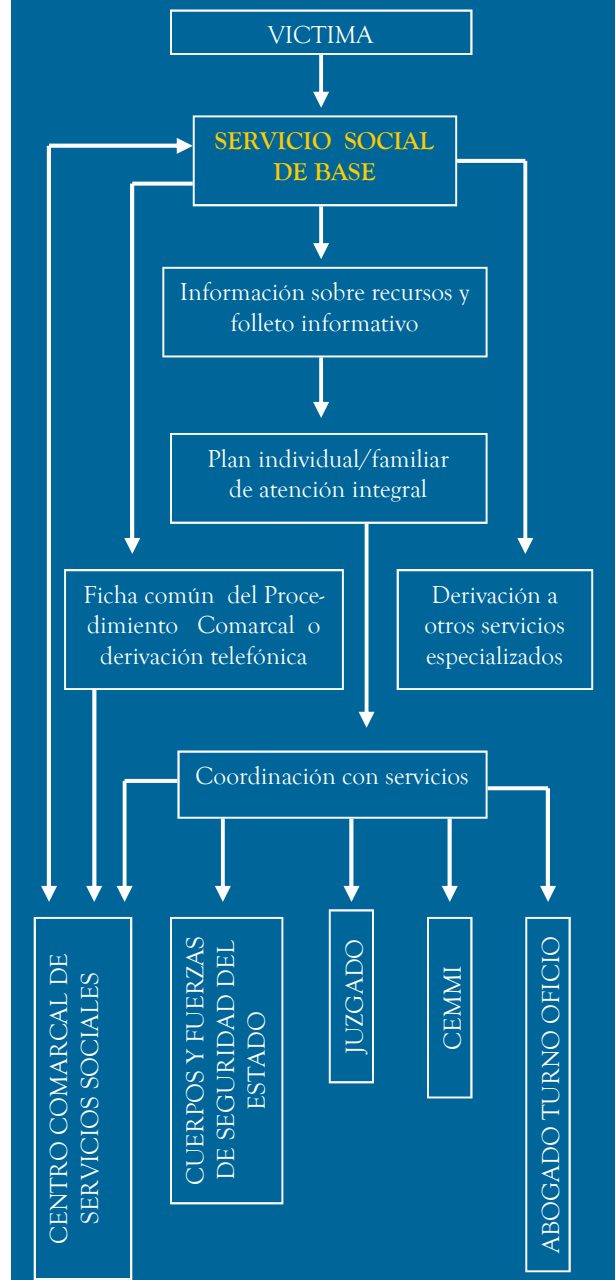 VICTIMA
SERVICIO SOCIAL
DE BASE
Información sobre recursos y
folleto informativo
Plan individual/familiar
de atención integral
Ficha común del Proce-
dimiento Comarcal o
derivación telefónica
Derivación a
otros servicios
especializados
Coordinación con servicios
CENTRO COMARCAL DE
SERVICIOS SOCIALES
CUERPOS Y FUERZAS
DE SEGURIDAD DEL
ESTADO
JUZGADO
CEMMI
ABOGADO TURNO OFICIO